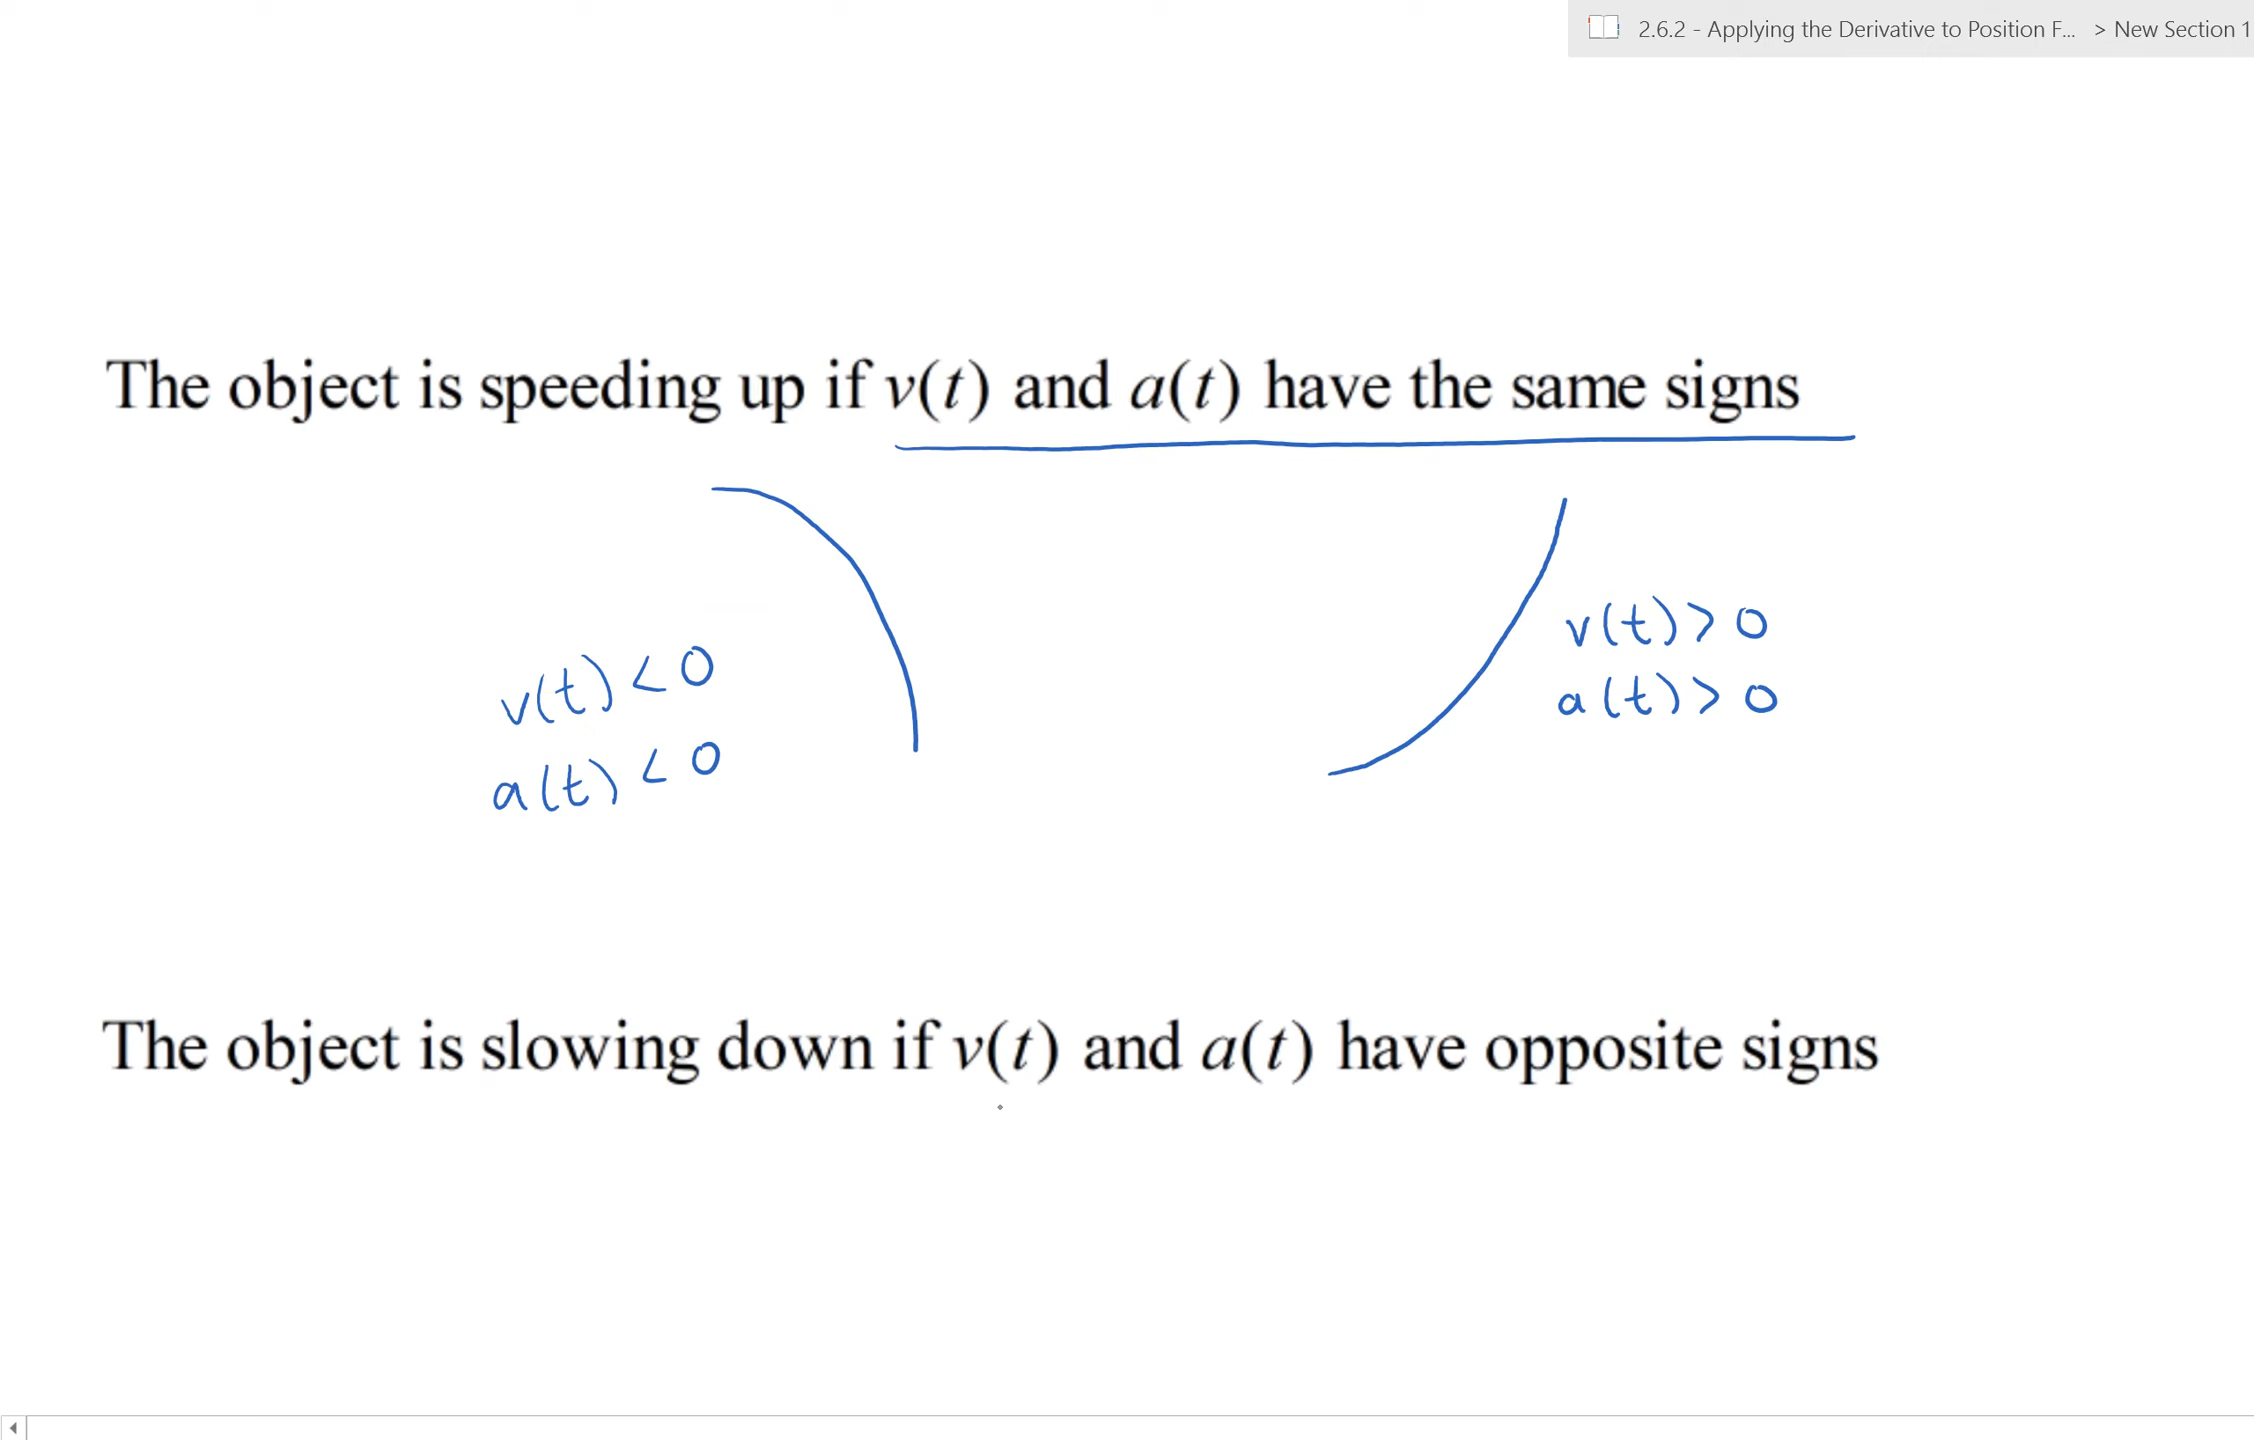 2.6.2 - Applying the Derivative to Position F... > New Section 1
The object is speeding up if v(t) and a(t) have the same signs
v(t) < 0
a(t) < 0
v(t) > 0
a(t) > 0
The object is slowing down if v(t) and a(t) have opposite signs